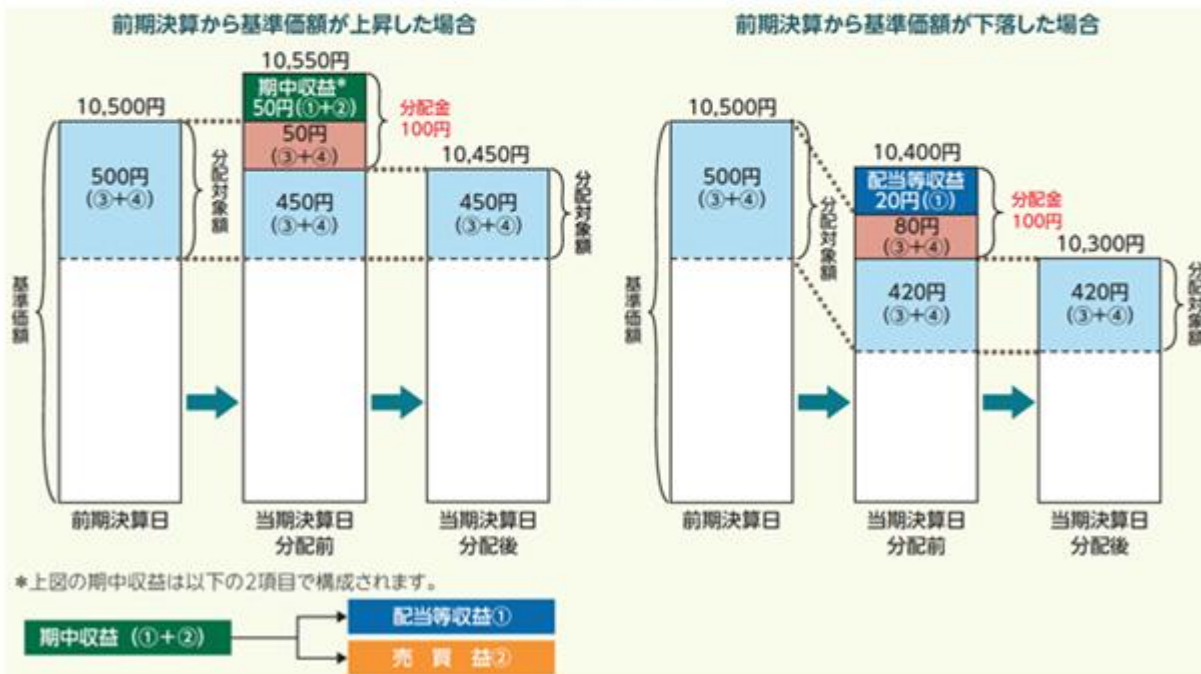 前期決算から基準価額が上昇した場合
10,500円
10,550円
期中収益*
50円(①+②)
50円
(③+④)
分配金
100円
10,450円
500円
(③+④)
分配対象額
450円
(③+④)
450円
(③+④)
分配対象額
基準価額
前期決算日
当期決算日
分配前
当期決算日
分配後
前期決算から基準価額が下落した場合
10,500円
10,400円
配当等収益
20円(①)
80円
(③+④)
分配金
100円
10,300円
500円
(③+④)
分配対象額
420円
(③+④)
420円
(③+④)
分配対象額
基準価額
前期決算日
当期決算日
分配前
当期決算日
分配後
*上図の期中収益は以下の2項目で構成されます。
期中収益 (①+②)
配当等収益①
売 買 益②